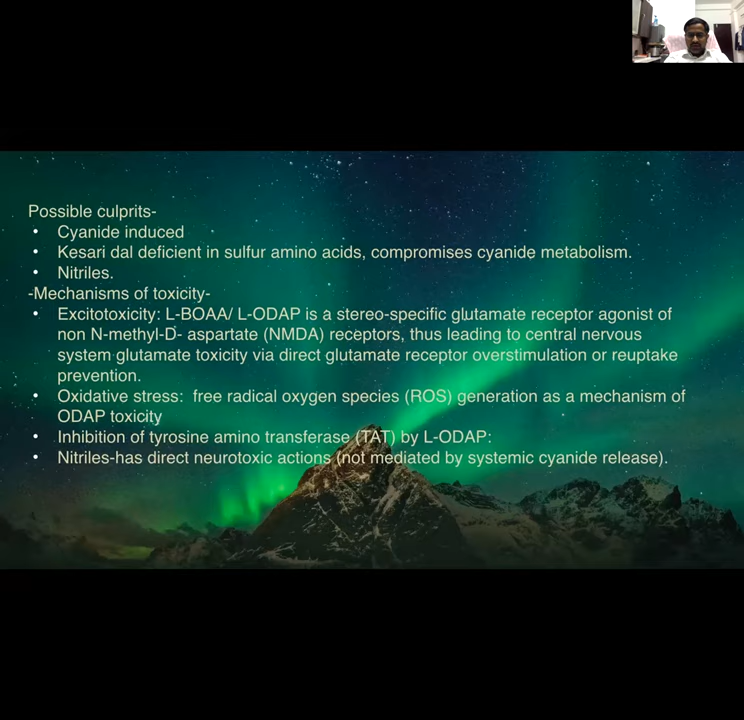 Possible culprits-
• Cyanide induced
• Kesari dal deficient in sulfur amino acids, compromises cyanide metabolism.
• Nitriles.
-Mechanisms of toxicity-
• Excitotoxicity: L-BOAA/ L-ODAP is a stereo-specific glutamate receptor agonist of
non N-methyl-D- aspartate (NMDA) receptors, thus leading to central nervous
system glutamate toxicity via direct glutamate receptor overstimulation or reuptake
prevention.
• Oxidative stress:  free radical oxygen species (ROS) generation as a mechanism of
ODAP toxicity
• Inhibition of tyrosine amino transferase (TAT) by L-ODAP:
• Nitriles-has direct neurotoxic actions (not mediated by systemic cyanide release).